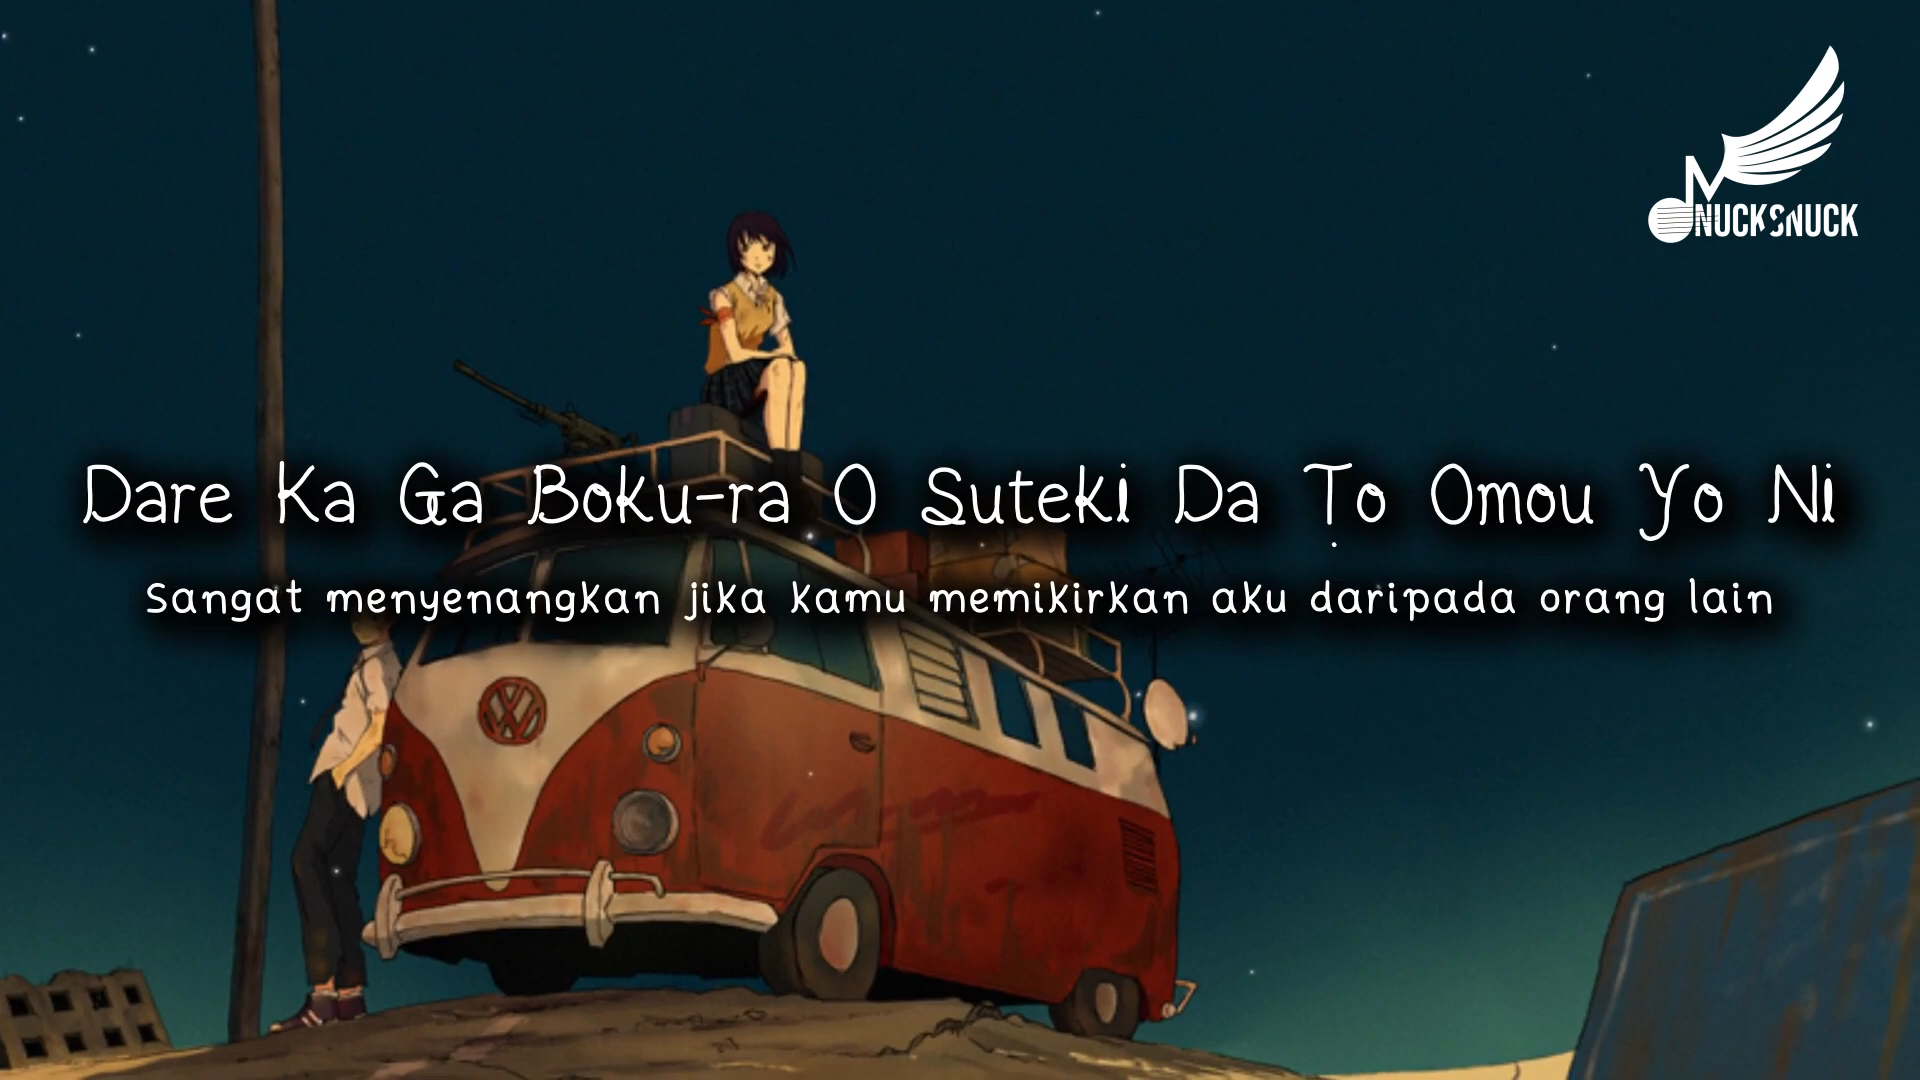 NUCKSNUCK
Dare Ka Ga Boku-ra O Suteki Da To Omou Yo Ni
Sangat menyenangkan jika kamu memikirkan aku daripada orang lain